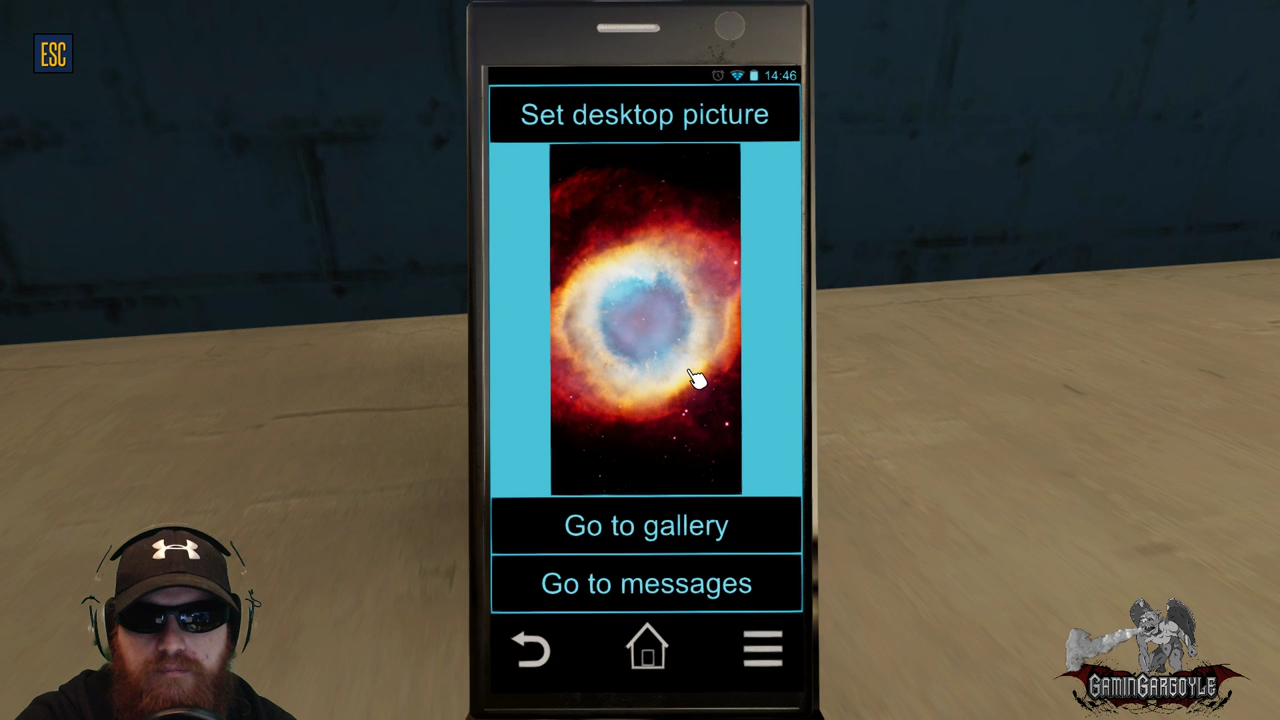 ESC
14:46
Set desktop picture
Go to gallery
Go to messages
GAMINGARGOYLE